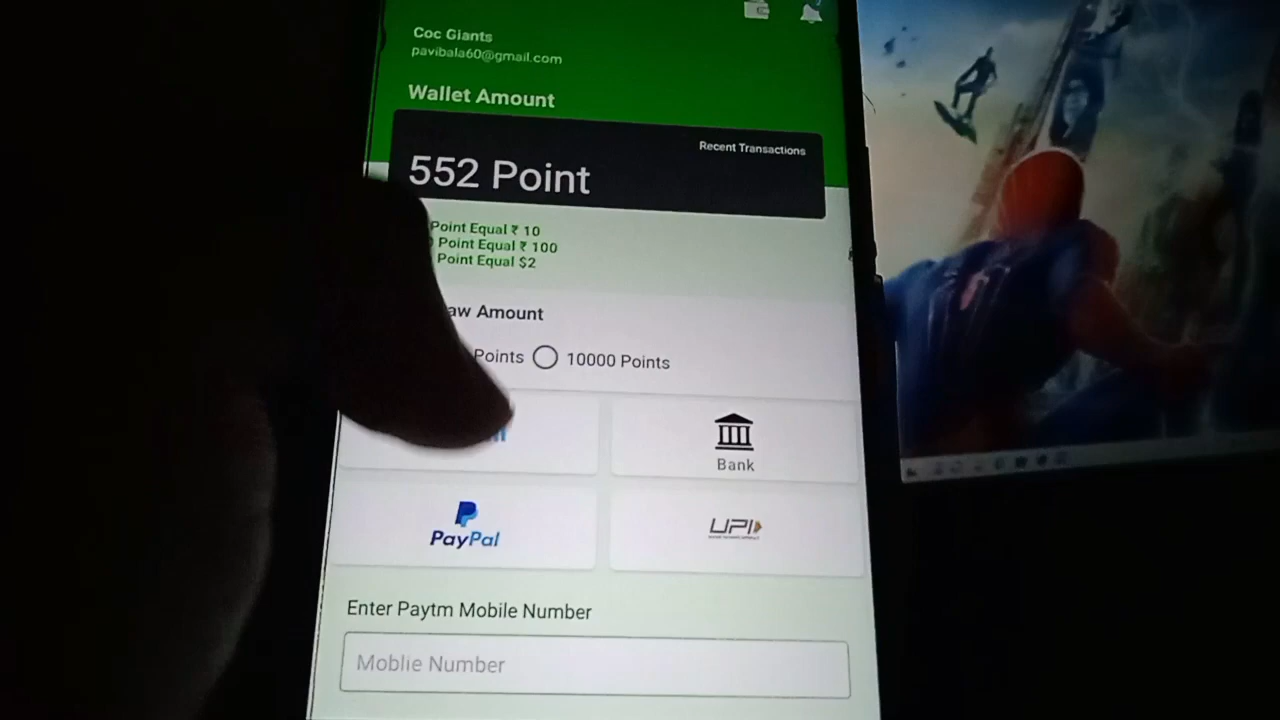 Coc Giants
pavibala60@gmail.com
Wallet Amount
Recent Transactions
552 Point
Point Equal ₹ 10
Point Equal ₹ 100
Point Equal $2
Amount
Points
10000 Points
Bank
PayPal
UPI
Enter Paytm Mobile Number
Moblie Number